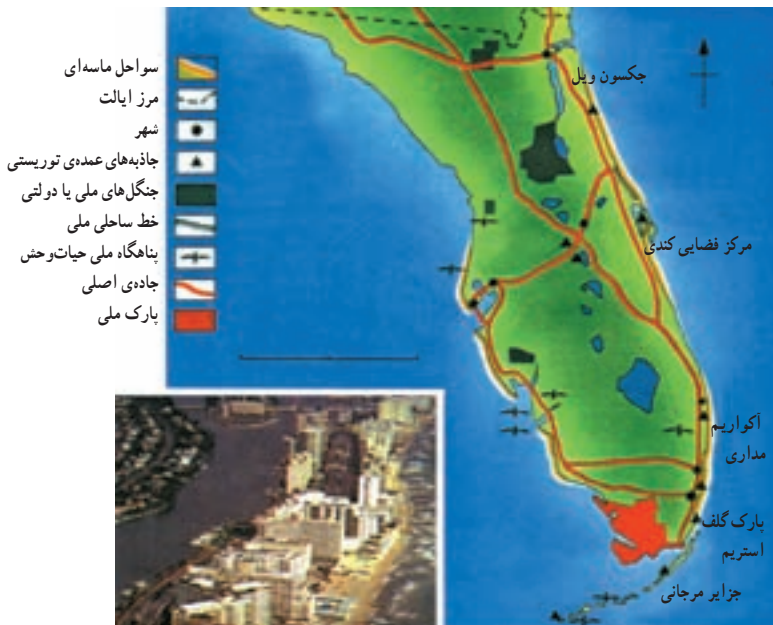 سواحل ماسه‌ای
مرز ایالت
شهر
جاذبه‌های عمده‌ی توریستی
جنگل‌های ملی یا دولتی
خط ساحلی ملی
پناهگاه ملی حیات‌وحش
جاده‌ی اصلی
پارک ملی
جکسون ویل
مرکز فضایی کندی
آکواریم
مداری
پارک گلف
استریم
جزایر مرجانی